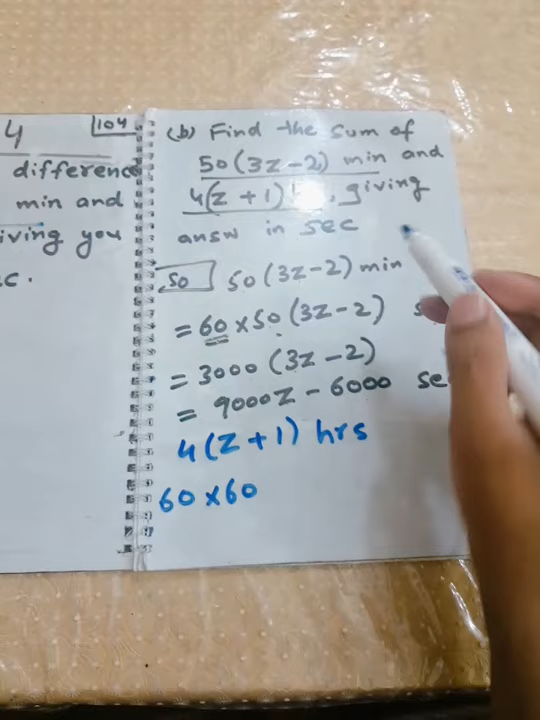 4
104
difference
min and
iving you
c.
(b) Find the sum of
50(3z-2) min and
4(z+1) giving
answ in sec
so 50(3z-2) min
= 60 x 50 (3z-2) s
= 3000 (3z-2)
= 9000z - 6000 se
4(z+1) hrs
60 x 60